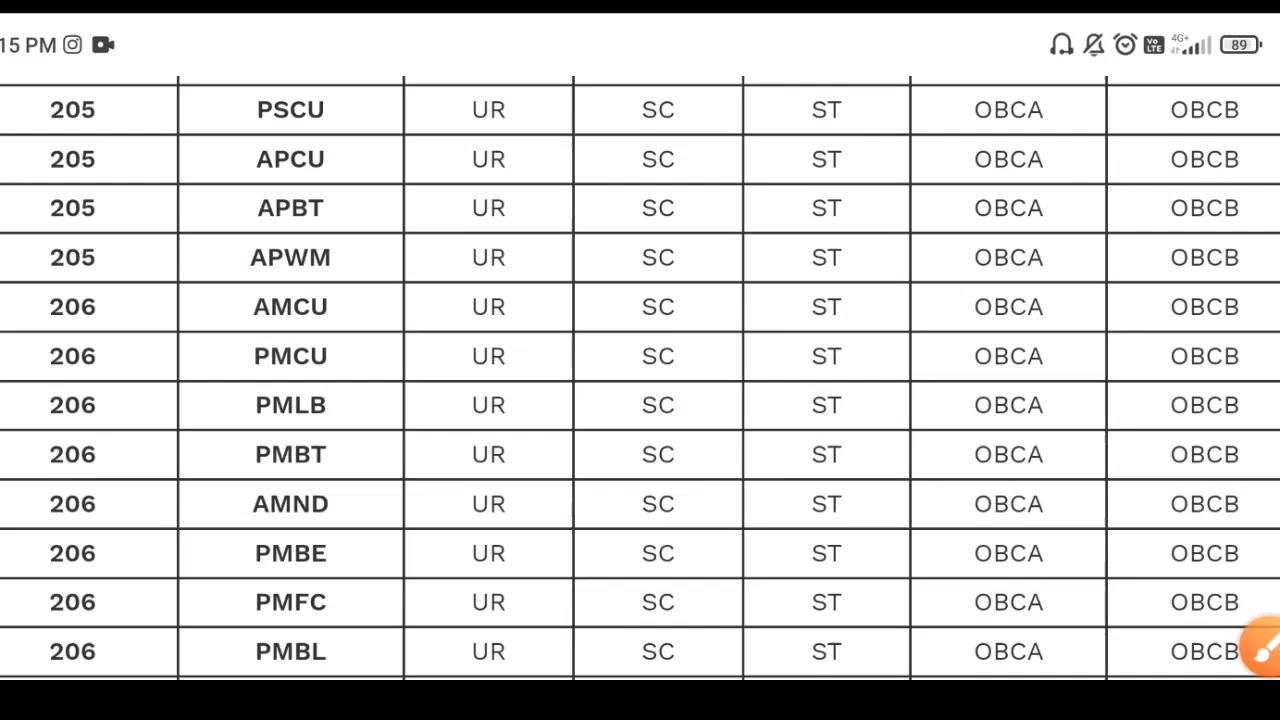 15 PM Vo LTE 4G+ 89
205 PSCU UR SC ST OBCA OBCB
205 APCU UR SC ST OBCA OBCB
205 APBT UR SC ST OBCA OBCB
205 APWM UR SC ST OBCA OBCB
206 AMCU UR SC ST OBCA OBCB
206 PMCU UR SC ST OBCA OBCB
206 PMLB UR SC ST OBCA OBCB
206 PMBT UR SC ST OBCA OBCB
206 AMND UR SC ST OBCA OBCB
206 PMBE UR SC ST OBCA OBCB
206 PMFC UR SC ST OBCA OBCB
206 PMBL UR SC ST OBCA OBCB